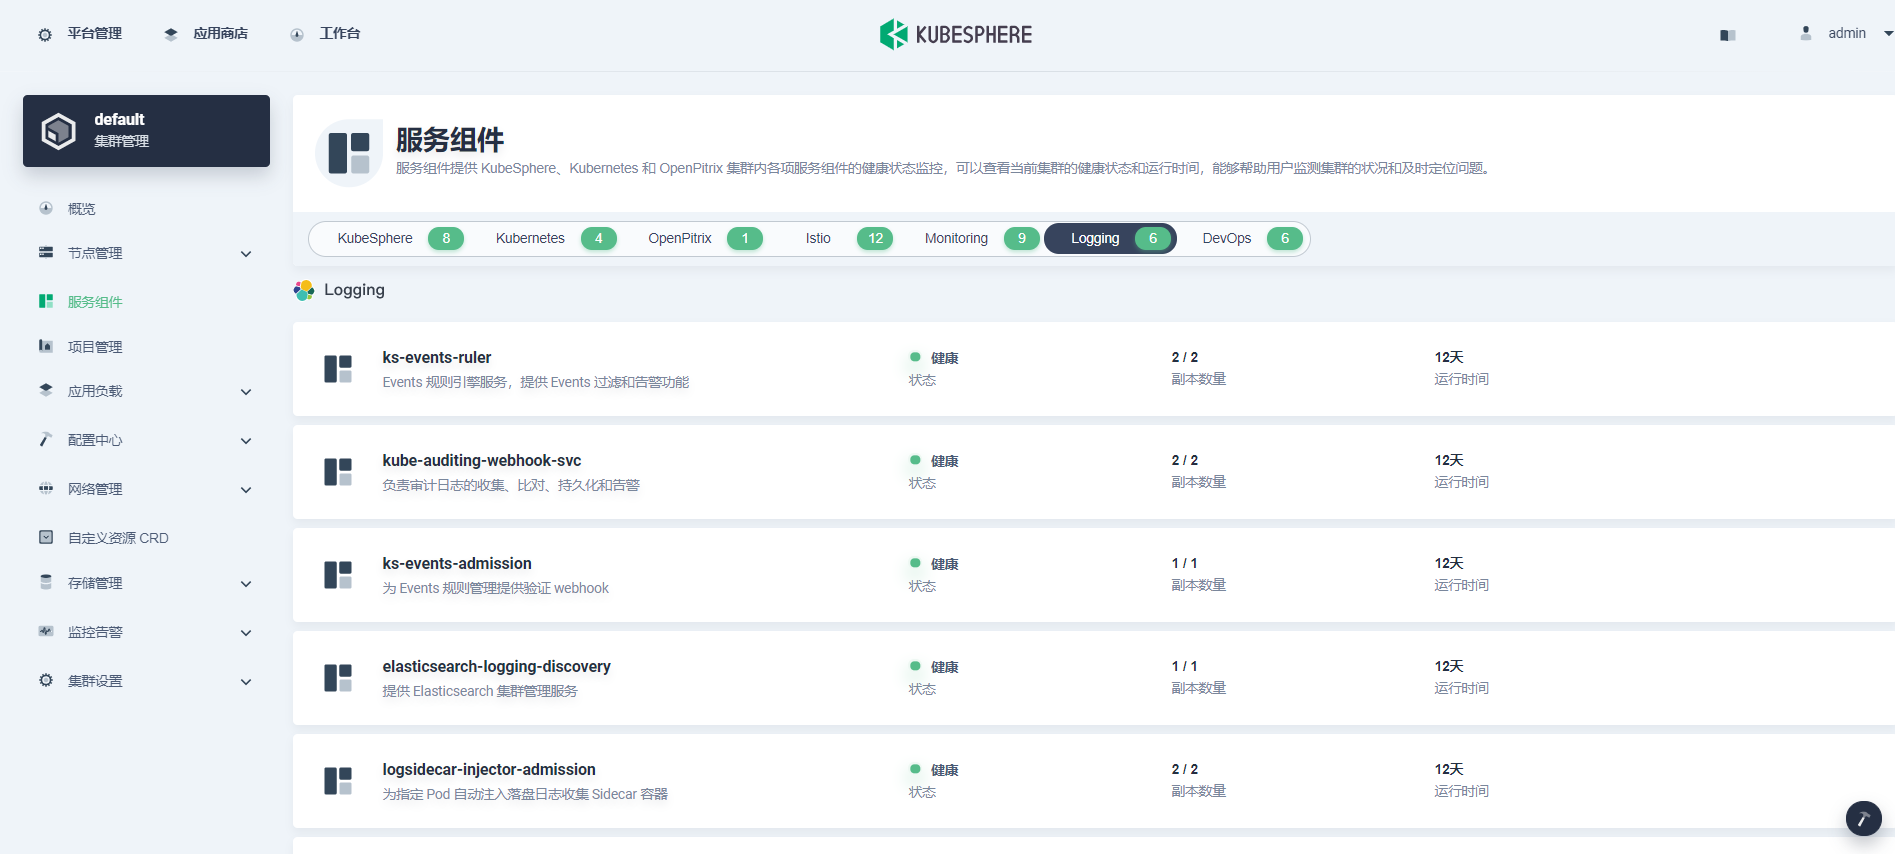 平台管理 应用商店 工作台 KUBESPHERE admin
default
集群管理
概览
节点管理
服务组件
项目管理
应用负载
配置中心
网络管理
自定义资源 CRD
存储管理
监控告警
集群设置
服务组件
服务组件提供 KubeSphere、Kubernetes 和 OpenPitrix 集群内各项服务组件的健康状态监控，可以查看当前集群的健康状态和运行时间，能够帮助用户监测集群的状况和及时定位问题。
KubeSphere 8 Kubernetes 4 OpenPitrix 1 Istio 12 Monitoring 9 Logging 6 DevOps 6
Logging
ks-events-ruler 健康 2 / 2 12天
Events 规则引擎服务，提供 Events 过滤和告警功能 状态 副本数量 运行时间
kube-auditing-webhook-svc 健康 2 / 2 12天
负责审计日志的收集、比对、持久化和告警 状态 副本数量 运行时间
ks-events-admission 健康 1 / 1 12天
为 Events 规则管理提供验证 webhook 状态 副本数量 运行时间
elasticsearch-logging-discovery 健康 1 / 1 12天
提供 Elasticsearch 集群管理服务 状态 副本数量 运行时间
logsidecar-injector-admission 健康 2 / 2 12天
为指定 Pod 自动注入落盘日志收集 Sidecar 容器 状态 副本数量 运行时间